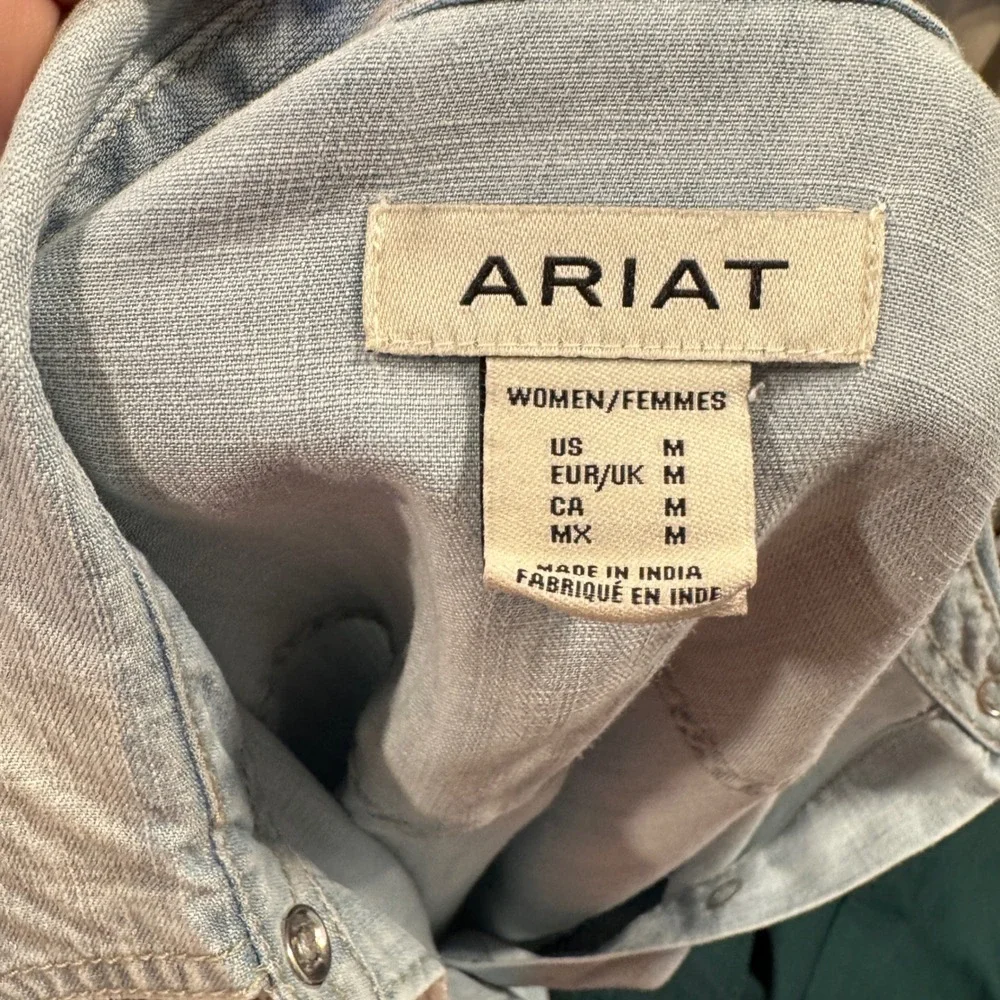 ARIAT
WOMEN/FEMMES
US M
EUR/UK M
CA M
MX M
MADE IN INDIA
FABRIQUÉ EN INDE